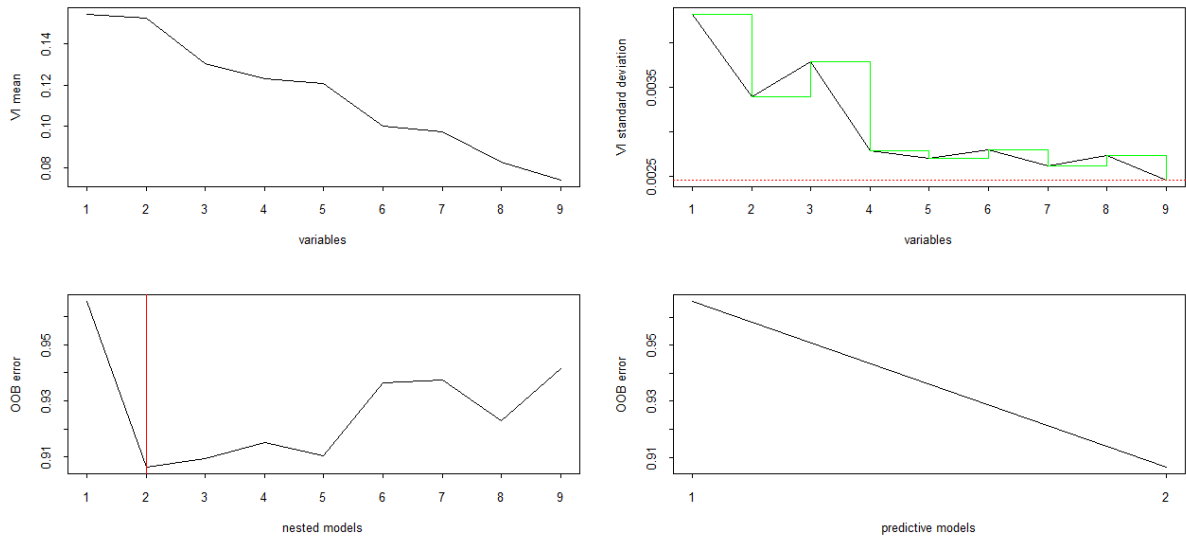 VI mean
0.14
0.12
0.10
0.08
1 2 3 4 5 6 7 8 9
variables
VI standard deviation
0.0035
0.0025
1 2 3 4 5 6 7 8 9
variables
OOB error
0.95
0.93
0.91
1 2 3 4 5 6 7 8 9
nested models
OOB error
0.95
0.93
0.91
1 2
predictive models